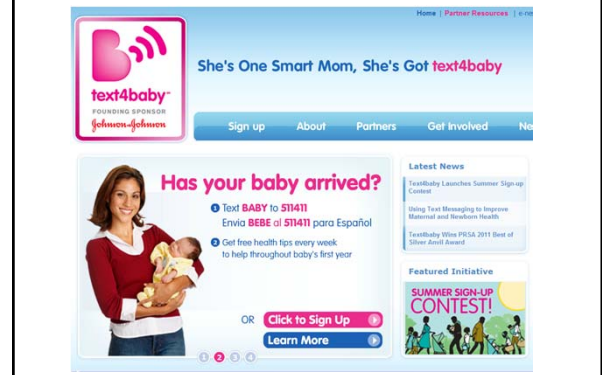 Home | Partner Resources | e-ne
text4baby
FOUNDING SPONSOR
Johnson & Johnson
She's One Smart Mom, She's Got text4baby
Sign up About Partners Get Involved Ne
Has your baby arrived?
1 Text BABY to 511411
Envia BEBE al 511411 para Español
2 Get free health tips every week
to help throughout baby's first year
OR Click to Sign Up
Learn More
1 2 3 4
Latest News
Text4baby Launches Summer Sign-up
Contest
Using Text Messaging to Improve
Maternal and Newborn Health
Text4baby Wins PRSA 2011 Best of
Silver Anvil Award
Featured Initiative
SUMMER SIGN-UP
CONTEST!